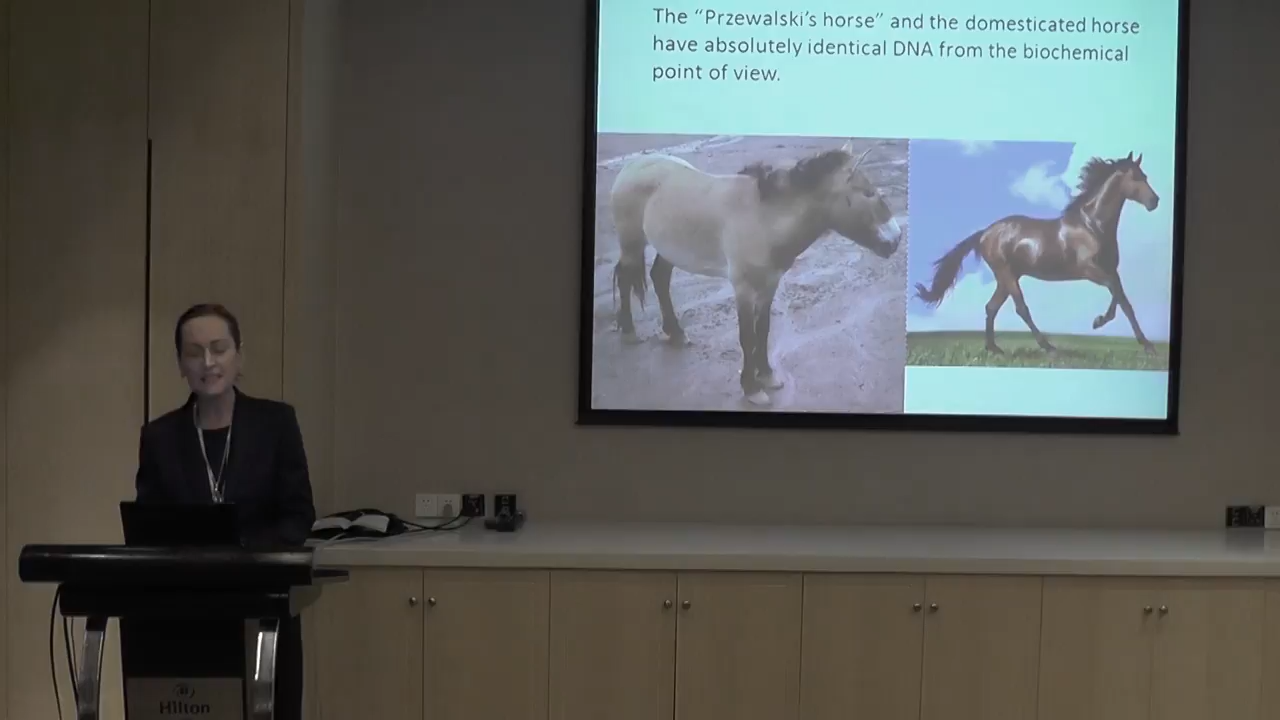 The “Przewalski’s horse” and the domesticated horse
have absolutely identical DNA from the biochemical
point of view.
Hilton